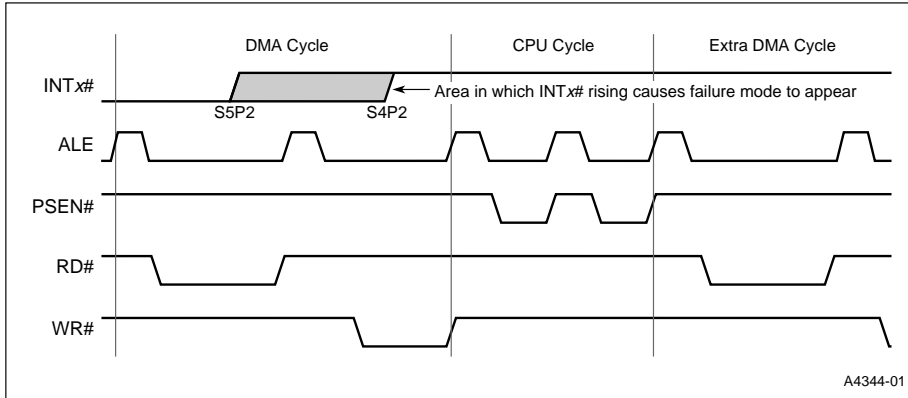 DMA Cycle CPU Cycle Extra DMA Cycle
INTx#
Area in which INTx# rising causes failure mode to appear
S5P2 S4P2
ALE
PSEN#
RD#
WR#
A4344-01